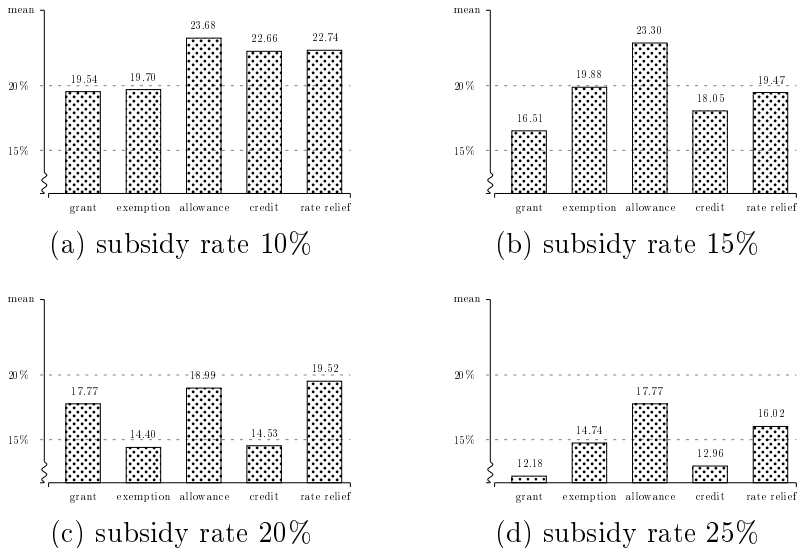 mean
23.68
22.66
22.74
19.54
19.70
20%
15%
grant exemption allowance credit rate relief
(a) subsidy rate 10%
mean
23.30
19.88
19.47
20%
18.05
16.51
15%
grant exemption allowance credit rate relief
(b) subsidy rate 15%
mean
20%
19.52
18.99
17.77
14.40
14.53
15%
grant exemption allowance credit rate relief
(c) subsidy rate 20%
mean
20%
17.77
16.02
14.74
15%
12.96
12.18
grant exemption allowance credit rate relief
(d) subsidy rate 25%